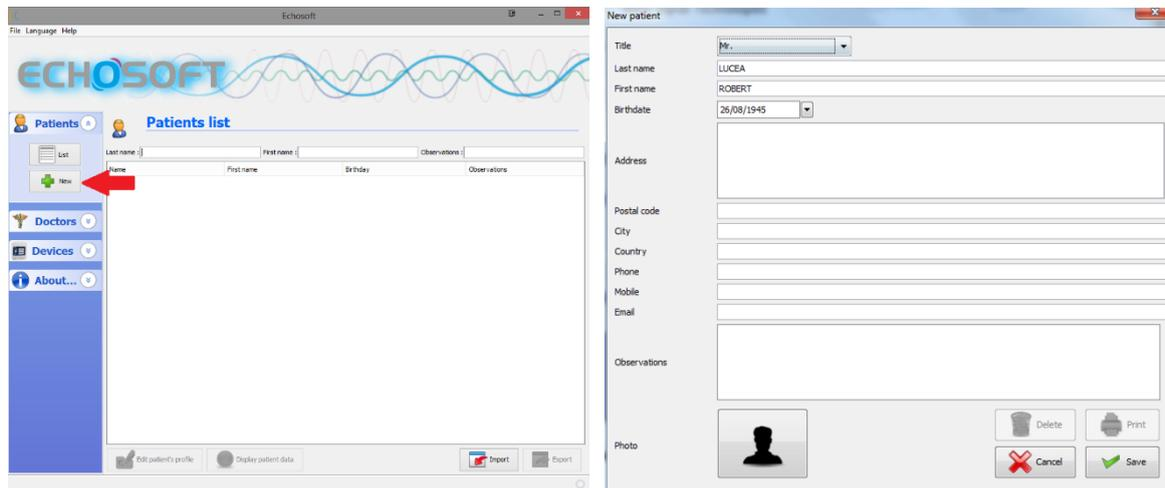 Echosoft
File Language Help
ECHOSOFT
Patients
List
New
Doctors
Devices
About...
Patients list
Last name : First name : Observations :
Name First name Birthday Observations
Edit patient's profile Display patient data Import Export
New patient
Title Mr.
Last name LUCEA
First name ROBERT
Birthdate 26/08/1945
Address
Postal code
City
Country
Phone
Mobile
Email
Observations
Photo
Delete Print
Cancel Save